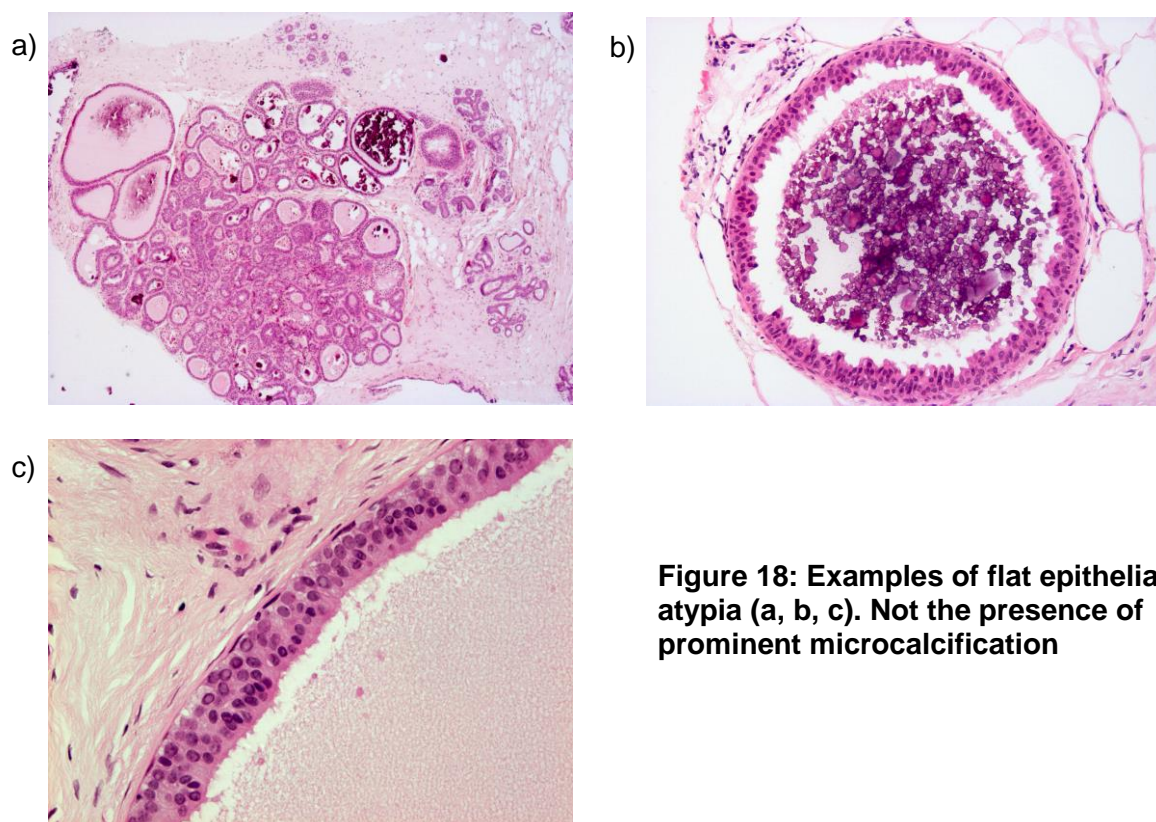 a)
b)
c)
Figure 18: Examples of flat epithelia
atypia (a, b, c). Not the presence of
prominent microcalcification